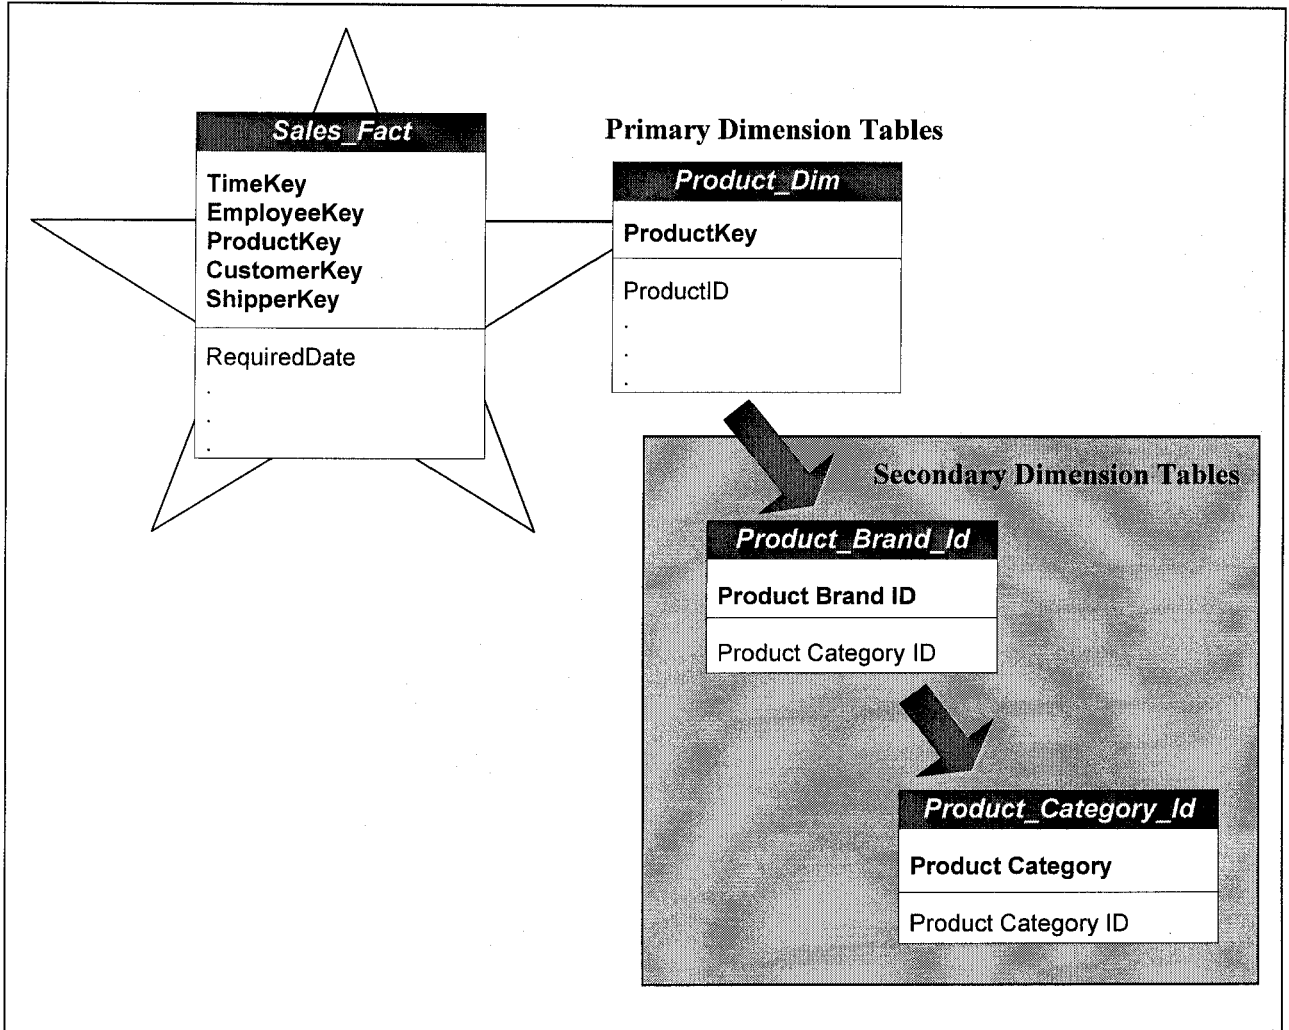 Sales_Fact
TimeKey
EmployeeKey
ProductKey
CustomerKey
ShipperKey
RequiredDate
.
.
.
Primary Dimension Tables
Product_Dim
ProductKey
ProductID
.
.
.
Secondary Dimension Tables
Product_Brand_Id
Product Brand ID
Product Category ID
Product_Category_Id
Product Category
Product Category ID